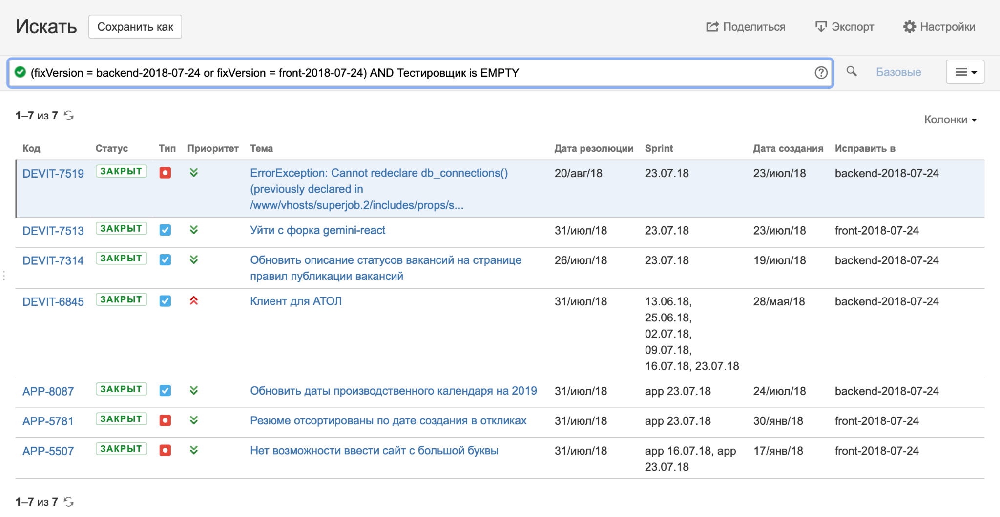 Искать
Сохранить как
Поделиться
Экспорт
Настройки
(fixVersion = backend-2018-07-24 or fixVersion = front-2018-07-24) AND Тестировщик is EMPTY
Базовые
1–7 из 7
Колонки
Код Статус Тип Приоритет Тема Дата резолюции Sprint Дата создания Исправить в
DEVIT-7519 ЗАКРЫТ ErrorException: Cannot redeclare db_connections() 20/авг/18 23.07.18 23/июл/18 backend-2018-07-24
(previously declared in
/www/vhosts/superjob.2/includes/props/s...
DEVIT-7513 ЗАКРЫТ Уйти с форка gemini-react 31/июл/18 23.07.18 23/июл/18 front-2018-07-24
DEVIT-7314 ЗАКРЫТ Обновить описание статусов вакансий на странице 26/июл/18 23.07.18 19/июл/18 backend-2018-07-24
правил публикации вакансий
DEVIT-6845 ЗАКРЫТ Клиент для АТОЛ 31/июл/18 13.06.18, 28/мая/18 backend-2018-07-24
25.06.18,
02.07.18,
09.07.18,
16.07.18, 23.07.18
APP-8087 ЗАКРЫТ Обновить даты производственного календаря на 2019 31/июл/18 app 23.07.18 24/июл/18 backend-2018-07-24
APP-5781 ЗАКРЫТ Резюме отсортированы по дате создания в откликах 31/июл/18 app 23.07.18 30/янв/18 front-2018-07-24
APP-5507 ЗАКРЫТ Нет возможности ввести сайт с большой буквы 31/июл/18 app 16.07.18, app 17/янв/18 front-2018-07-24
23.07.18
1–7 из 7